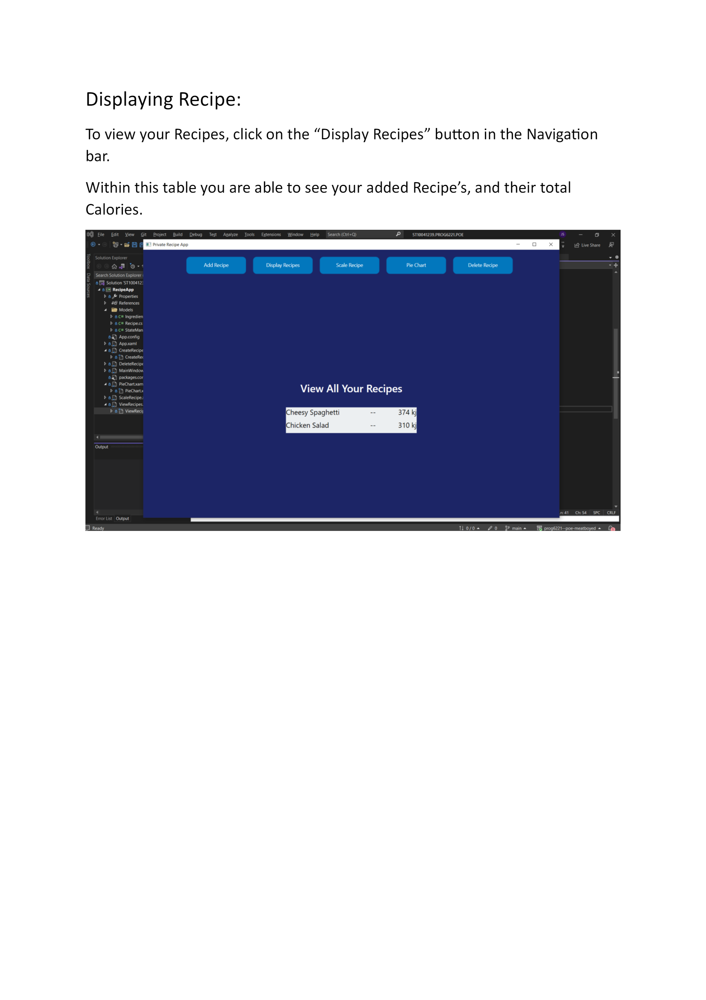 Displaying Recipe:
To view your Recipes, click on the “Display Recipes” button in the Navigation
bar.
Within this table you are able to see your added Recipe’s, and their total
Calories.
File Edit View Git Project Build Debug Test Analyze Tools Extensions Window Help Search (Ctrl+Q) ST10041239.PROG6221.POE JS
Private Recipe App
Live Share
Toolbox
Data Sources
Solution Explorer
Search Solution Explorer
Solution 'ST1004123
RecipeApp
Properties
References
Models
Ingredien
Recipe.cs
StateMan
App.config
App.xaml
CreateRecipe
CreateRec
DeleteRecipe
MainWindow
packages.cor
PieChart.xam
PieChart.x
ScaleRecipe.
ViewRecipes.
ViewRecip
Output
Add Recipe Display Recipes Scale Recipe Pie Chart Delete Recipe
View All Your Recipes
Cheesy Spaghetti -- 374 kj
Chicken Salad -- 310 kj
Ln: 41 Ch: 54 SPC CRLF
Error List Output
Ready 0 / 0 0 main prog6221--poe-meatboyed 1